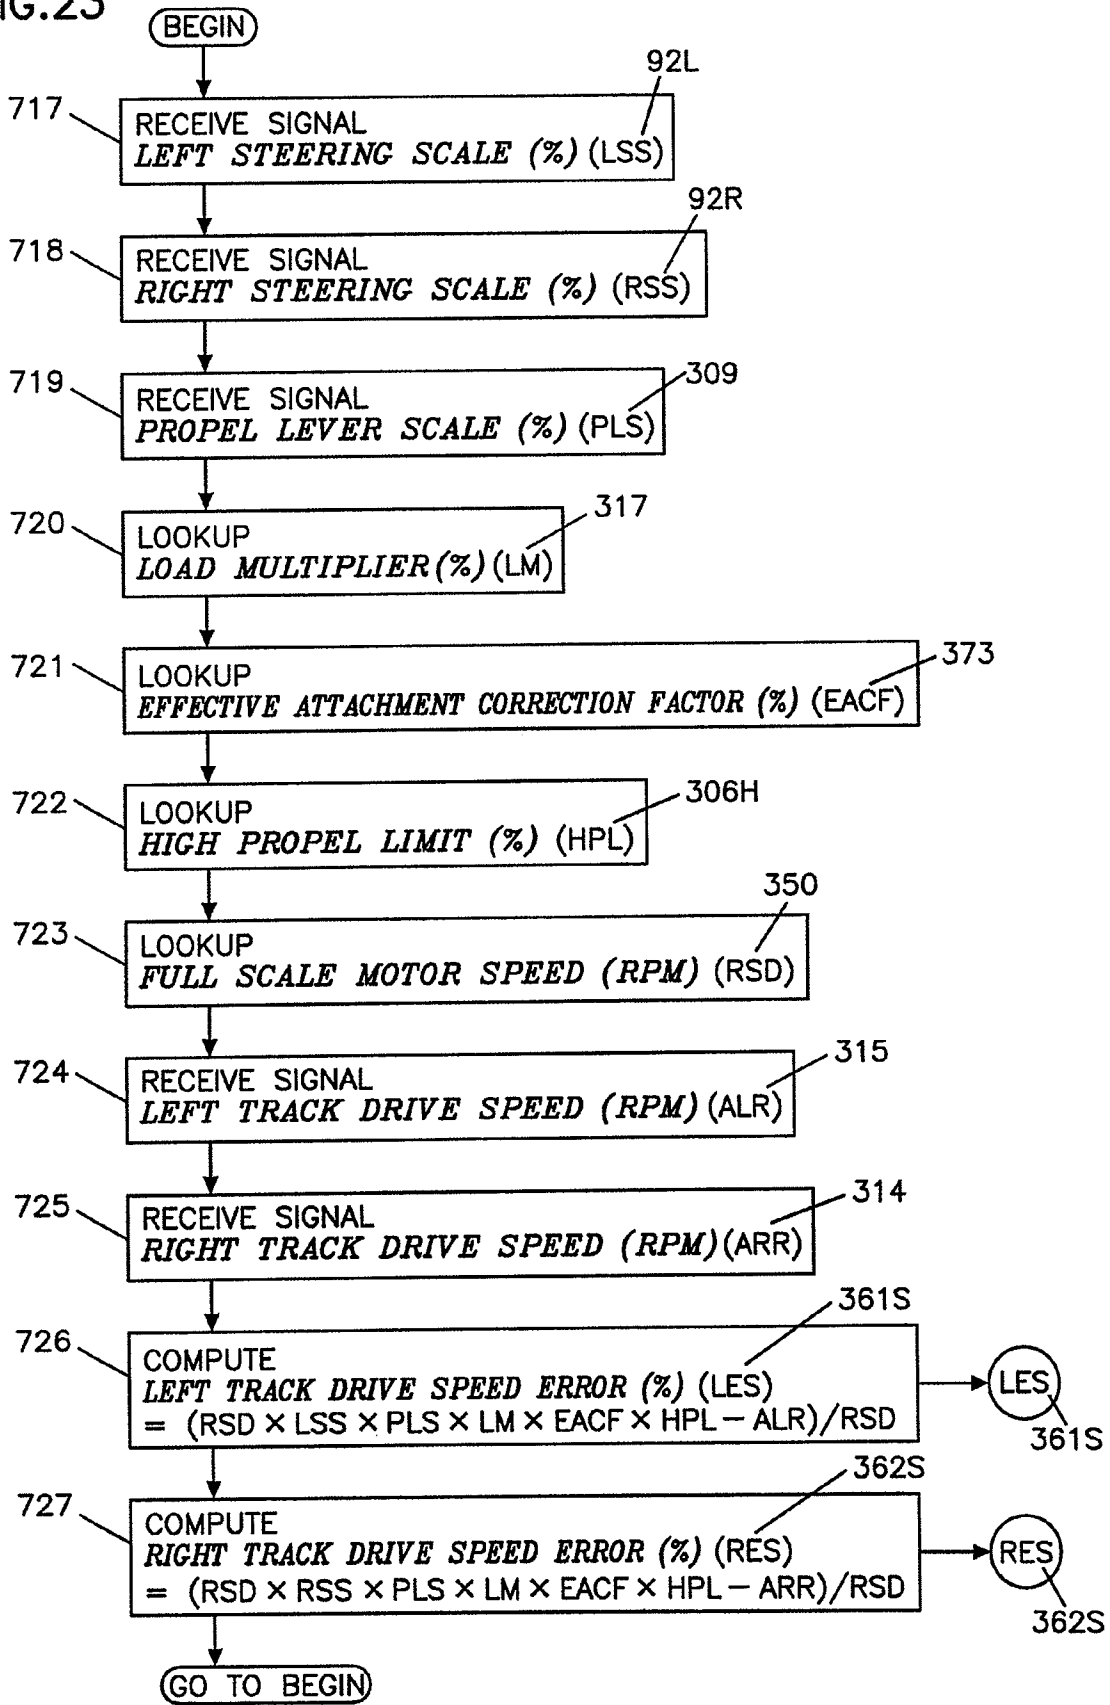 FIG.23
BEGIN
92L
717
RECEIVE SIGNAL
LEFT STEERING SCALE (%) (LSS)
92R
718
RECEIVE SIGNAL
RIGHT STEERING SCALE (%) (RSS)
309
719
RECEIVE SIGNAL
PROPEL LEVER SCALE (%) (PLS)
317
720
LOOKUP
LOAD MULTIPLIER (%) (LM)
373
721
LOOKUP
EFFECTIVE ATTACHMENT CORRECTION FACTOR (%) (EACF)
306H
722
LOOKUP
HIGH PROPEL LIMIT (%) (HPL)
350
723
LOOKUP
FULL SCALE MOTOR SPEED (RPM) (RSD)
315
724
RECEIVE SIGNAL
LEFT TRACK DRIVE SPEED (RPM) (ALR)
314
725
RECEIVE SIGNAL
RIGHT TRACK DRIVE SPEED (RPM) (ARR)
361S
726
COMPUTE
LEFT TRACK DRIVE SPEED ERROR (%) (LES)
= (RSD × LSS × PLS × LM × EACF × HPL – ALR)/RSD
LES
361S
362S
727
COMPUTE
RIGHT TRACK DRIVE SPEED ERROR (%) (RES)
= (RSD × RSS × PLS × LM × EACF × HPL – ARR)/RSD
RES
362S
GO TO BEGIN